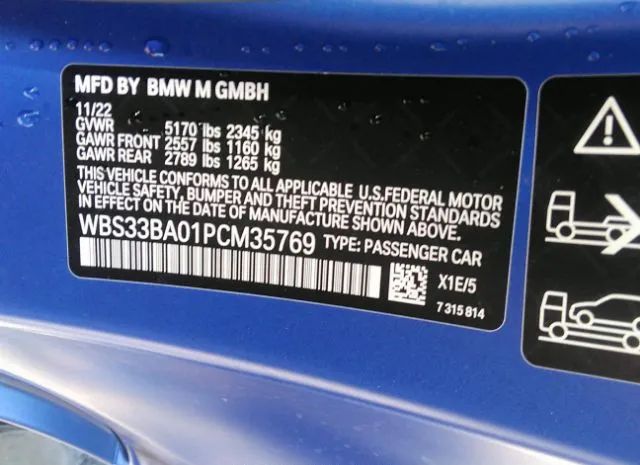 MFD BY BMW M GMBH
11/22
GVWR 5170 lbs 2345 kg
GAWR FRONT 2557 lbs 1160 kg
GAWR REAR 2789 lbs 1265 kg
THIS VEHICLE CONFORMS TO ALL APPLICABLE U.S.FEDERAL MOTOR
VEHICLE SAFETY, BUMPER AND THEFT PREVENTION STANDARDS
IN EFFECT ON THE DATE OF MANUFACTURE SHOWN ABOVE.
WBS33BA01PCM35769 TYPE: PASSENGER CAR
X1E/5
7 315 814